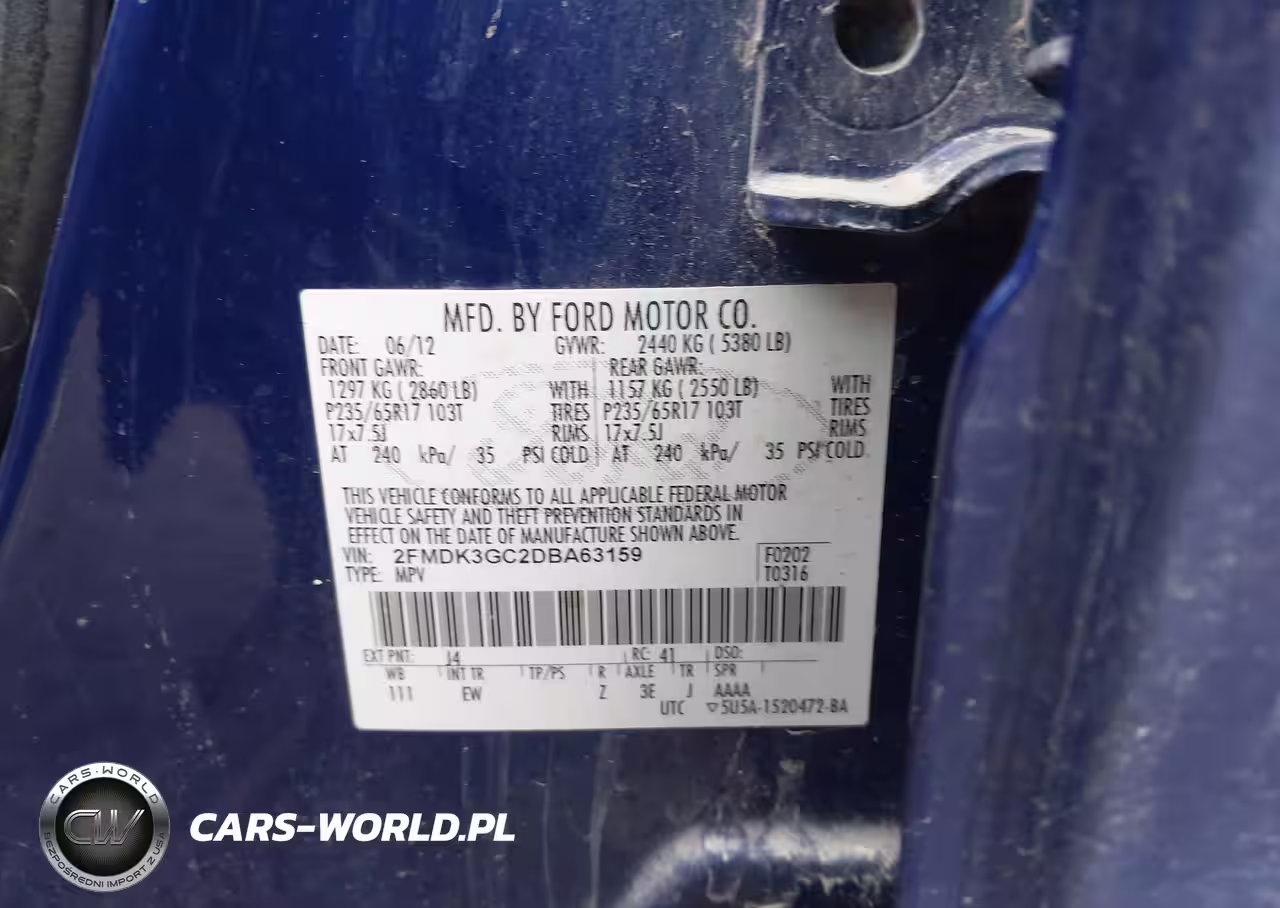 MFD. BY FORD MOTOR CO.
DATE: 06/12 GVWR: 2440 KG ( 5380 LB)
FRONT GAWR: REAR GAWR:
1297 KG ( 2860 LB) WITH 1157 KG ( 2550 LB) WITH
P235/65R17 103T TIRES P235/65R17 103T TIRES
17x7.5J RIMS 17x7.5J RIMS
AT 240 kPa/ 35 PSI COLD AT 240 kPa/ 35 PSI COLD
THIS VEHICLE CONFORMS TO ALL APPLICABLE FEDERAL MOTOR
VEHICLE SAFETY AND THEFT PREVENTION STANDARDS IN
EFFECT ON THE DATE OF MANUFACTURE SHOWN ABOVE.
VIN: 2FMDK3GC2DBA63159 F0202
TYPE: MPV T0316
EXT PNT: J4 RC: 41 DSO:
WB INT TR TP/PS R AXLE TR SPR
111 EW Z 3E J AAAA
UTC ▽5U5A-1520472-BA
CARS-WORLD
CW
BEZPOŚREDNI IMPORT Z USA
CARS-WORLD.PL